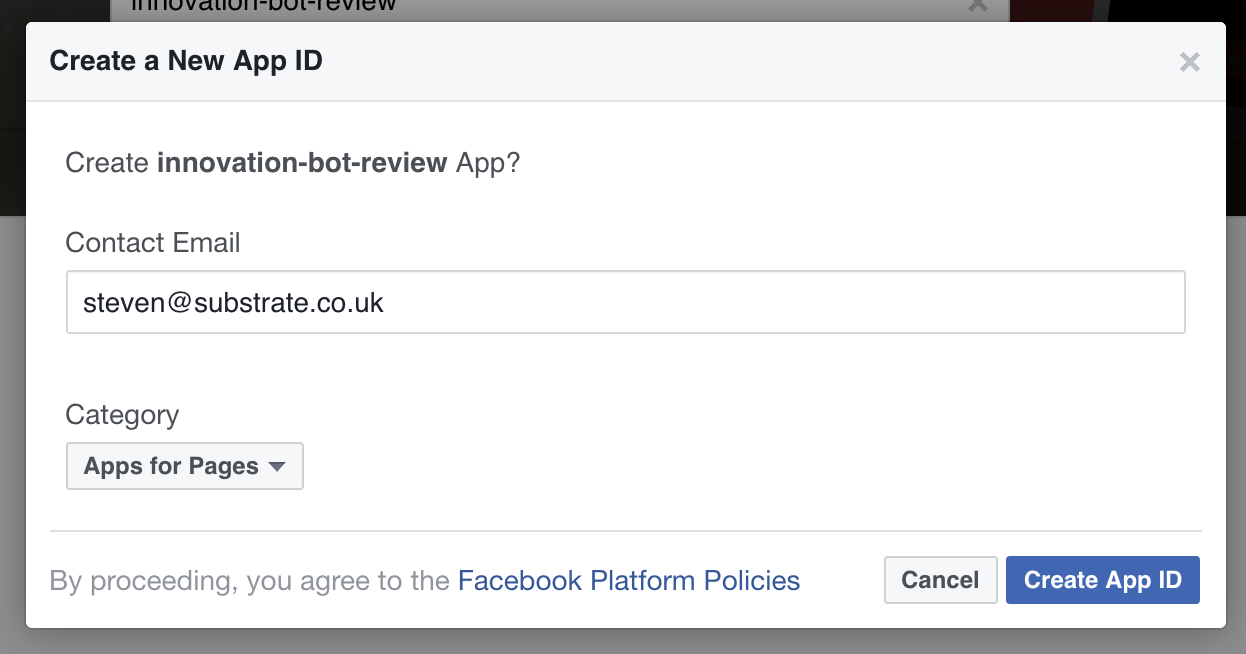 innovation-bot-review
Create a New App ID
Create innovation-bot-review App?
Contact Email
steven@substrate.co.uk
Category
Apps for Pages
By proceeding, you agree to the Facebook Platform Policies
Cancel
Create App ID